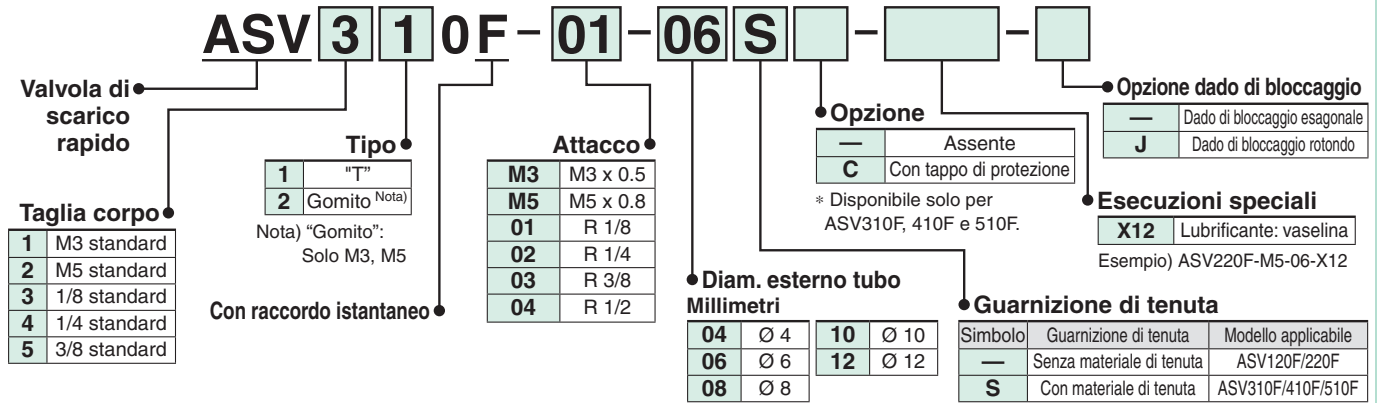 ASV 3 1 0 F - 01 - 06 S - -
Valvola di
scarico
rapido
Taglia corpo
1 M3 standard
2 M5 standard
3 1/8 standard
4 1/4 standard
5 3/8 standard
Tipo
1 "T”
2 Gomito Nota)
Nota) “Gomito”:
Solo M3, M5
Con raccordo istantaneo
Attacco
M3 M3 x 0.5
M5 M5 x 0.8
01 R 1/8
02 R 1/4
03 R 3/8
04 R 1/2
Diam. esterno tubo
Millimetri
04 Ø 4
06 Ø 6
08 Ø 8
10 Ø 10
12 Ø 12
Opzione
— Assente
C Con tappo di protezione
* Disponibile solo per
ASV310F, 410F e 510F.
Guarnizione di tenuta
Simbolo Guarnizione di tenuta Modello applicabile
— Senza materiale di tenuta ASV120F/220F
S Con materiale di tenuta ASV310F/410F/510F
Esecuzioni speciali
X12 Lubrificante: vaselina
Esempio) ASV220F-M5-06-X12
Opzione dado di bloccaggio
— Dado di bloccaggio esagonale
J Dado di bloccaggio rotondo